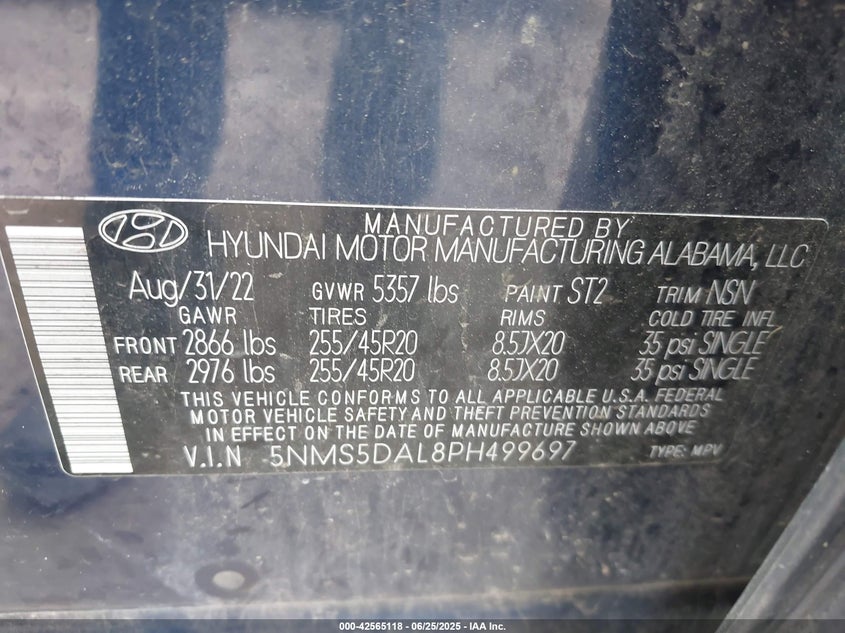 MANUFACTURED BY
HYUNDAI MOTOR MANUFACTURING ALABAMA, LLC
Aug/31/22 GVWR 5357 lbs PAINT ST2 TRIM NSN
GAWR TIRES RIMS COLD TIRE INFL
FRONT 2866 lbs 255/45R20 8.5JX20 35 psi SINGLE
REAR 2976 lbs 255/45R20 8.5JX20 35 psi SINGLE
THIS VEHICLE CONFORMS TO ALL APPLICABLE U.S.A. FEDERAL
MOTOR VEHICLE SAFETY AND THEFT PREVENTION STANDARDS
IN EFFECT ON THE DATE OF MANUFACTURE SHOWN ABOVE
V.I.N 5NMS5DAL8PH499697 TYPE: MPV
000-42565118 - 06/25/2025 - IAA Inc.